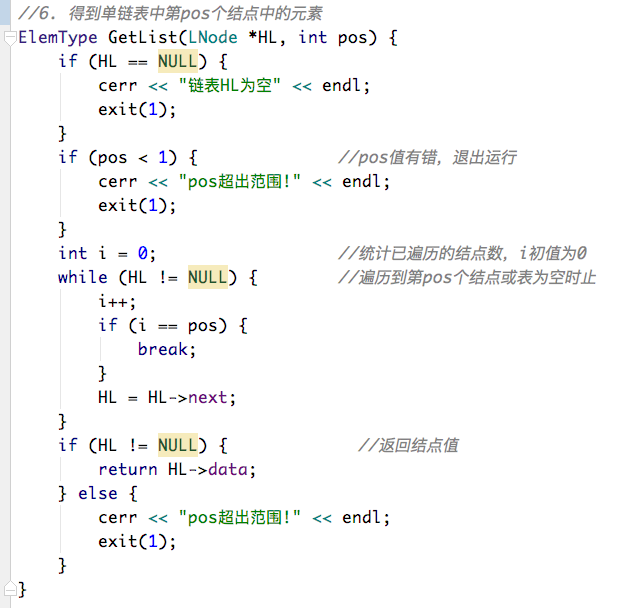 //6. 得到单链表中第pos个结点中的元素
ElemType GetList(LNode *HL, int pos) {
    if (HL == NULL) {
        cerr << "链表HL为空" << endl;
        exit(1);
    }
    if (pos < 1) {              //pos值有错，退出运行
        cerr << "pos超出范围!" << endl;
        exit(1);
    }
    int i = 0;                  //统计已遍历的结点数，i初值为0
    while (HL != NULL) {        //遍历到第pos个结点或表为空时止
        i++;
        if (i == pos) {
            break;
        }
        HL = HL->next;
    }
    if (HL != NULL) {             //返回结点值
        return HL->data;
    } else {
        cerr << "pos超出范围!" << endl;
        exit(1);
    }
}